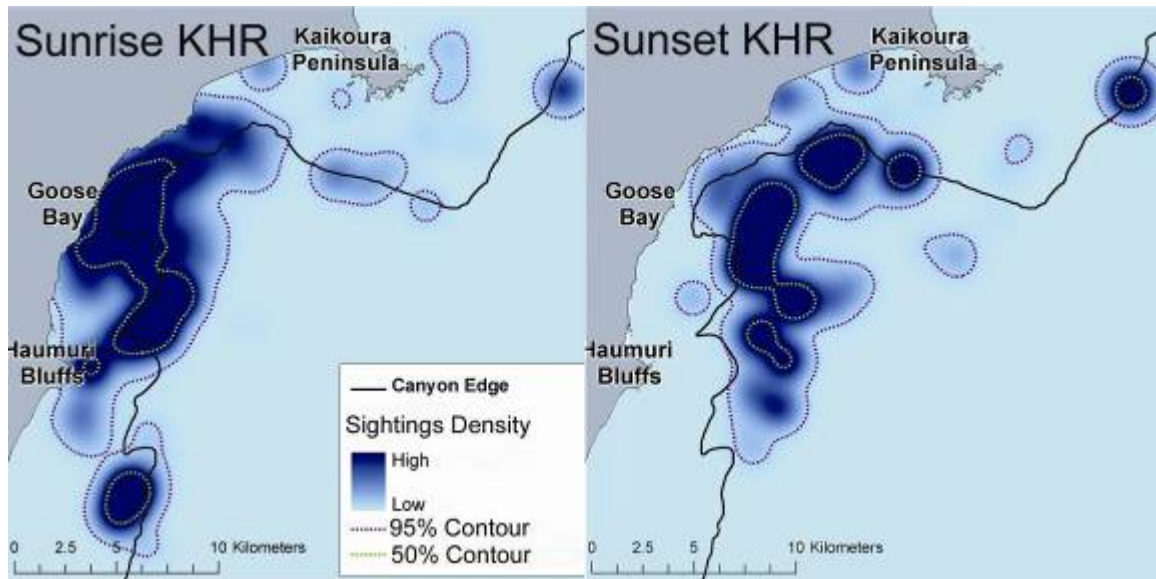 Sunrise KHR
Kaikoura
Peninsula
Goose
Bay
Haumuri
Bluffs
Canyon Edge
Sightings Density
High
Low
95% Contour
50% Contour
0 2.5 5 10 Kilometers
Sunset KHR
Kaikoura
Peninsula
Goose
Bay
Haumuri
Bluffs
0 2.5 5 10 Kilometers